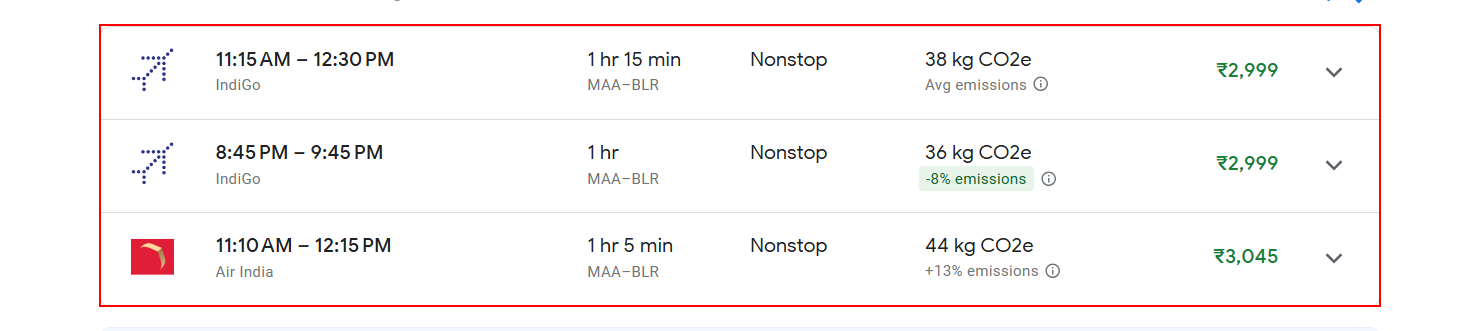 11:15 AM – 12:30 PM 1 hr 15 min Nonstop 38 kg CO2e ₹2,999
IndiGo MAA–BLR Avg emissions
8:45 PM – 9:45 PM 1 hr Nonstop 36 kg CO2e ₹2,999
IndiGo MAA–BLR -8% emissions
11:10 AM – 12:15 PM 1 hr 5 min Nonstop 44 kg CO2e ₹3,045
Air India MAA–BLR +13% emissions